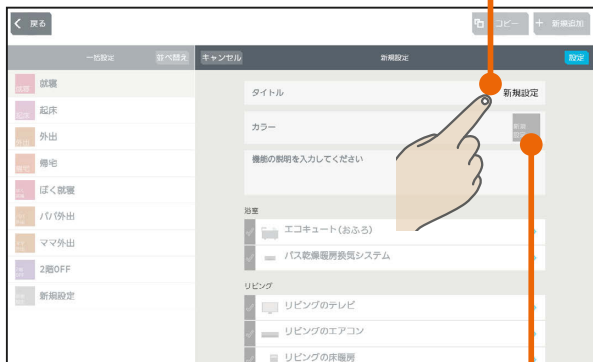 戻る
コピー
+ 新規追加
一括設定
並べ替え
キャンセル
新規設定
設定
就寝
起床
外出
帰宅
ぼく就寝
パパ外出
ママ外出
2階OFF
新規設定
タイトル
新規設定
カラー
新規
設定
機能の説明を入力してください
浴室
エコキュート(おふろ)
バス乾燥暖房換気システム
リビング
リビングのテレビ
リビングのエアコン
リビングの床暖房